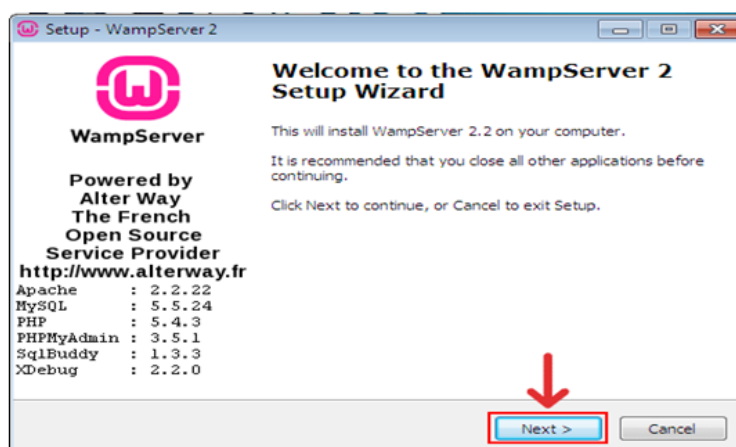 Setup - WampServer 2
WampServer
Powered by
Alter Way
The French
Open Source
Service Provider
http://www.alterway.fr
Apache : 2.2.22
MySQL : 5.5.24
PHP : 5.4.3
PHPMyAdmin : 3.5.1
SqlBuddy : 1.3.3
XDebug : 2.2.0
Welcome to the WampServer 2
Setup Wizard
This will install WampServer 2.2 on your computer.
It is recommended that you close all other applications before
continuing.
Click Next to continue, or Cancel to exit Setup.
Next >
Cancel